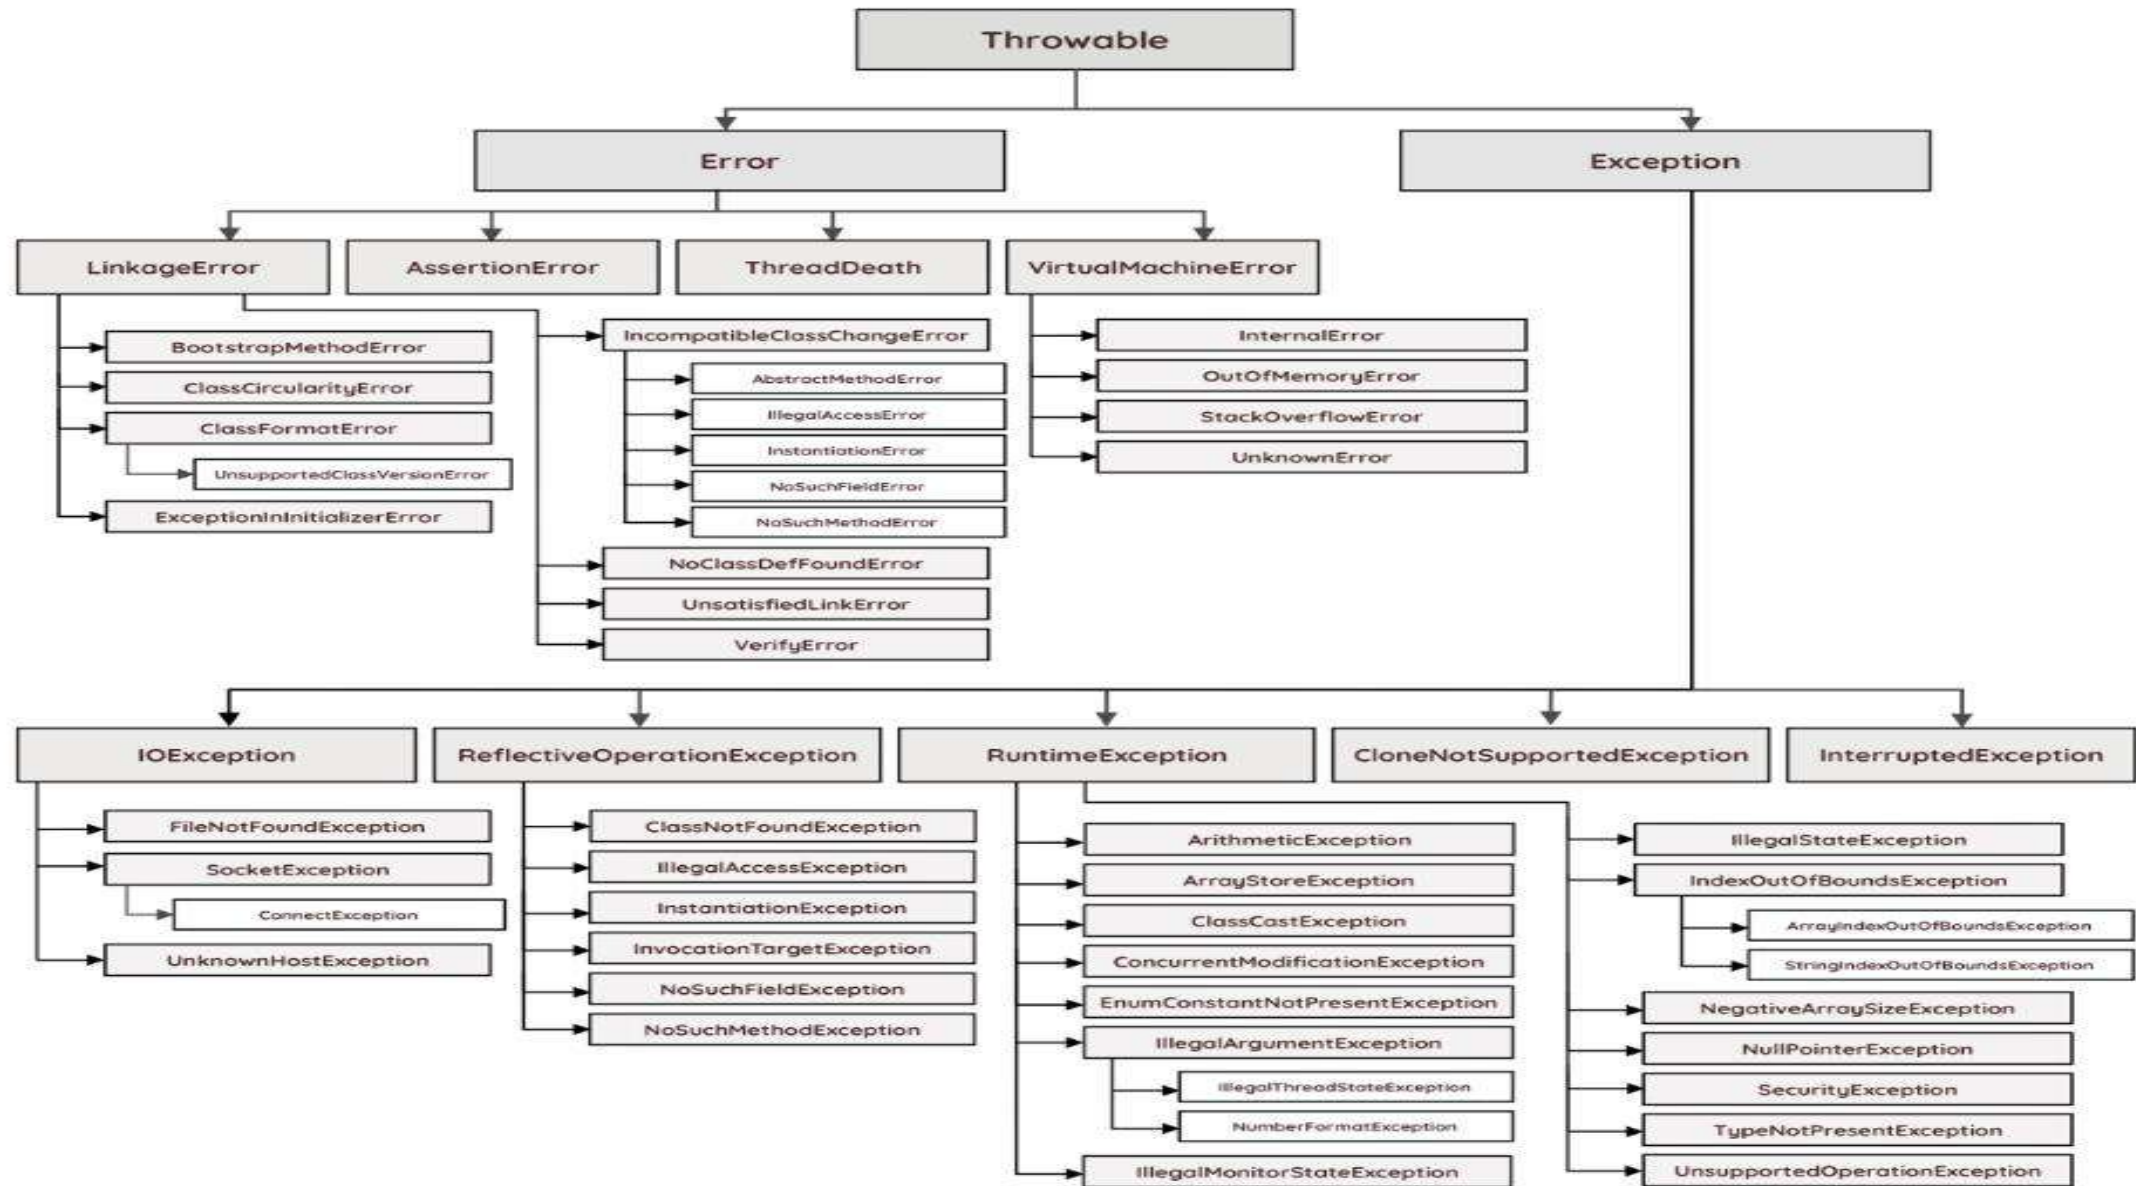 Throwable
Error
Exception
LinkageError
AssertionError
ThreadDeath
VirtualMachineError
BootstrapMethodError
ClassCircularityError
ClassFormatError
UnsupportedClassVersionError
ExceptionInInitializerError
IncompatibleClassChangeError
AbstractMethodError
IllegalAccessError
InstantiationError
NoSuchFieldError
NoSuchMethodError
NoClassDefFoundError
UnsatisfiedLinkError
VerifyError
InternalError
OutOfMemoryError
StackOverflowError
UnknownError
IOException
ReflectiveOperationException
RuntimeException
CloneNotSupportedException
InterruptedException
FileNotFoundException
SocketException
ConnectException
UnknownHostException
ClassNotFoundException
IllegalAccessException
InstantiationException
InvocationTargetException
NoSuchFieldException
NoSuchMethodException
ArithmeticException
ArrayStoreException
ClassCastException
ConcurrentModificationException
EnumConstantNotPresentException
IllegalArgumentException
IllegalThreadStateException
NumberFormatException
IllegalMonitorStateException
IllegalStateException
IndexOutOfBoundsException
ArrayIndexOutOfBoundsException
StringIndexOutOfBoundsException
NegativeArraySizeException
NullPointerException
SecurityException
TypeNotPresentException
UnsupportedOperationException